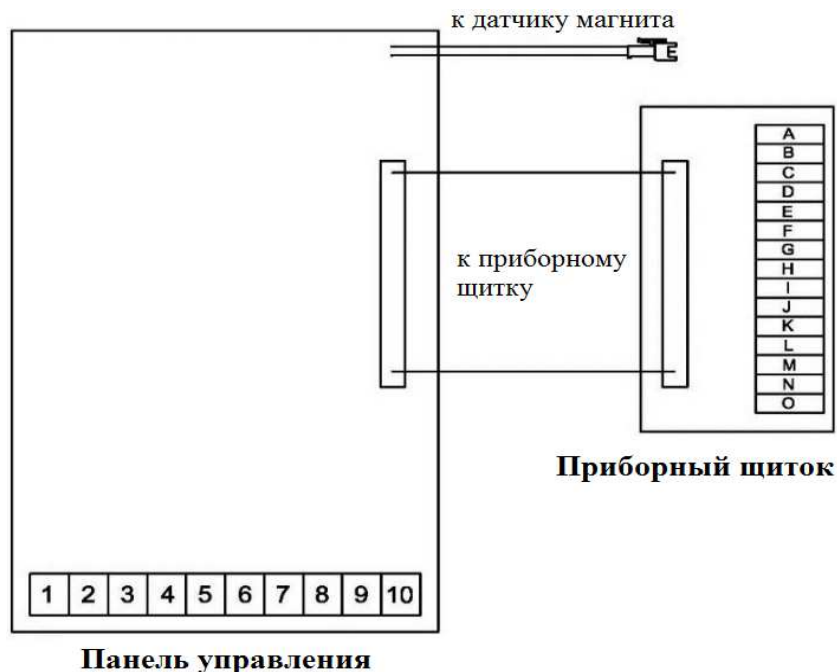 к датчику магнита
A
B
C
D
E
F
G
H
I
J
K
L
M
N
O
к приборному
щитку
Приборный щиток
1 2 3 4 5 6 7 8 9 10
Панель управления